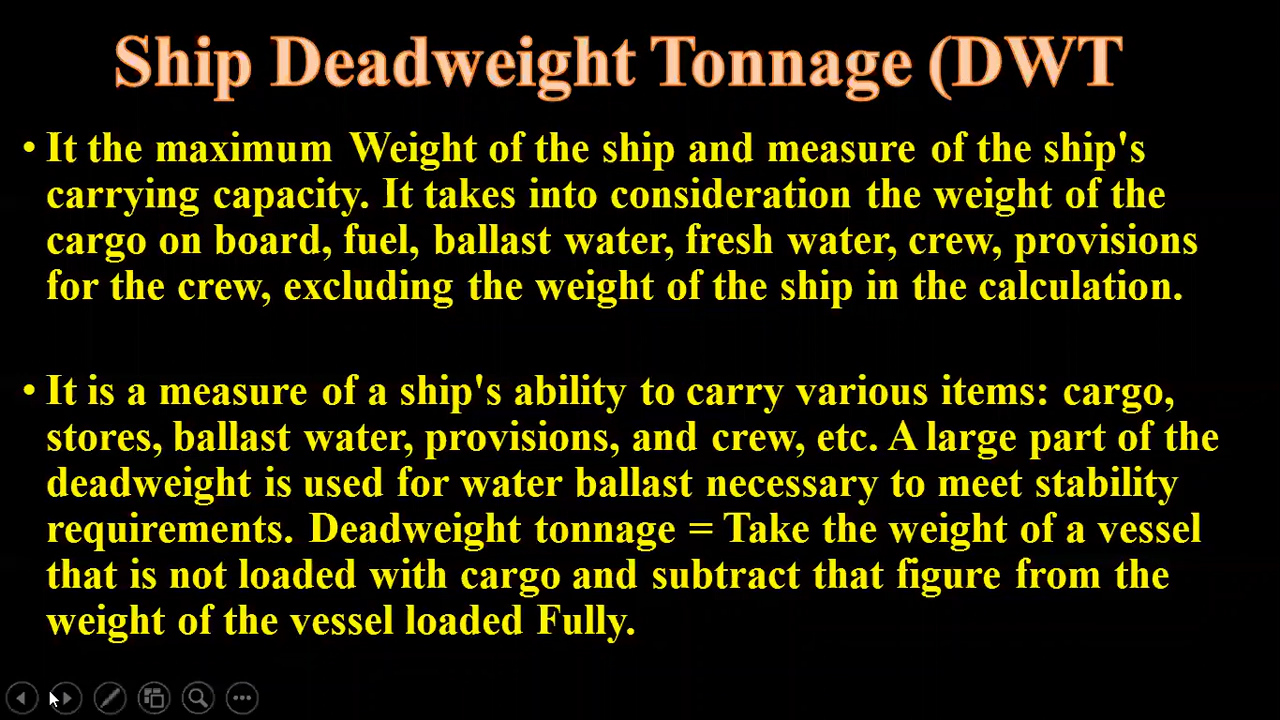 Ship Deadweight Tonnage (DWT
• It the maximum Weight of the ship and measure of the ship's
carrying capacity. It takes into consideration the weight of the
cargo on board, fuel, ballast water, fresh water, crew, provisions
for the crew, excluding the weight of the ship in the calculation.
• It is a measure of a ship's ability to carry various items: cargo,
stores, ballast water, provisions, and crew, etc. A large part of the
deadweight is used for water ballast necessary to meet stability
requirements. Deadweight tonnage = Take the weight of a vessel
that is not loaded with cargo and subtract that figure from the
weight of the vessel loaded Fully.